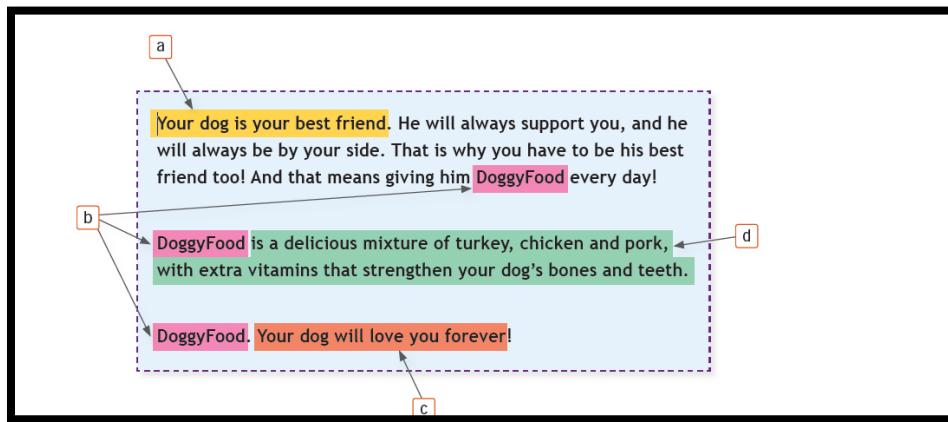 a
Your dog is your best friend. He will always support you, and he
will always be by your side. That is why you have to be his best
friend too! And that means giving him DoggyFood every day!
b
DoggyFood is a delicious mixture of turkey, chicken and pork,
d
with extra vitamins that strengthen your dog’s bones and teeth.
DoggyFood. Your dog will love you forever!
c